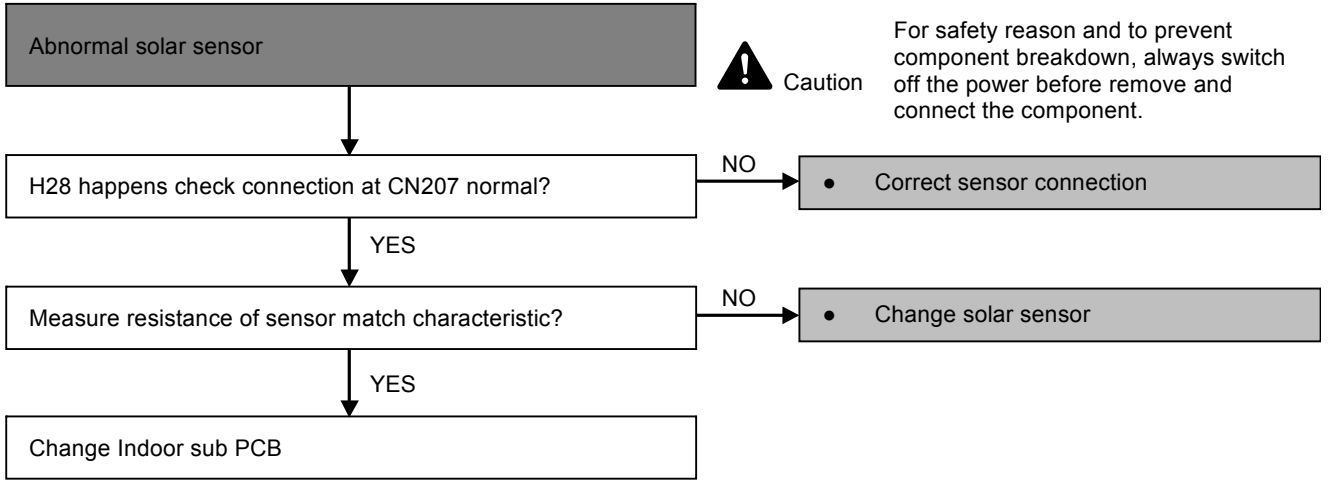 Abnormal solar sensor
Caution
For safety reason and to prevent
component breakdown, always switch
off the power before remove and
connect the component.
H28 happens check connection at CN207 normal?
NO
● Correct sensor connection
YES
Measure resistance of sensor match characteristic?
NO
● Change solar sensor
YES
Change Indoor sub PCB